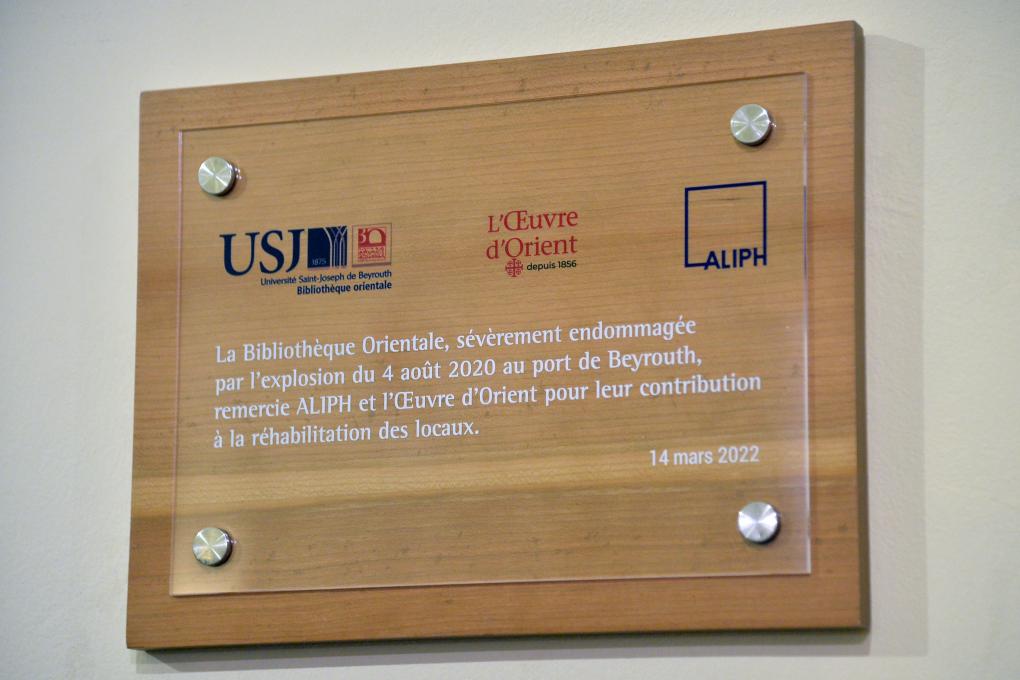 USJ
1875
Université Saint-Joseph de Beyrouth
Bibliothèque orientale
L'Œuvre
d'Orient
depuis 1856
ALIPH
La Bibliothèque Orientale, sévèrement endommagée
par l'explosion du 4 août 2020 au port de Beyrouth,
remercie ALIPH et l'Œuvre d'Orient pour leur contribution
à la réhabilitation des locaux.
14 mars 2022